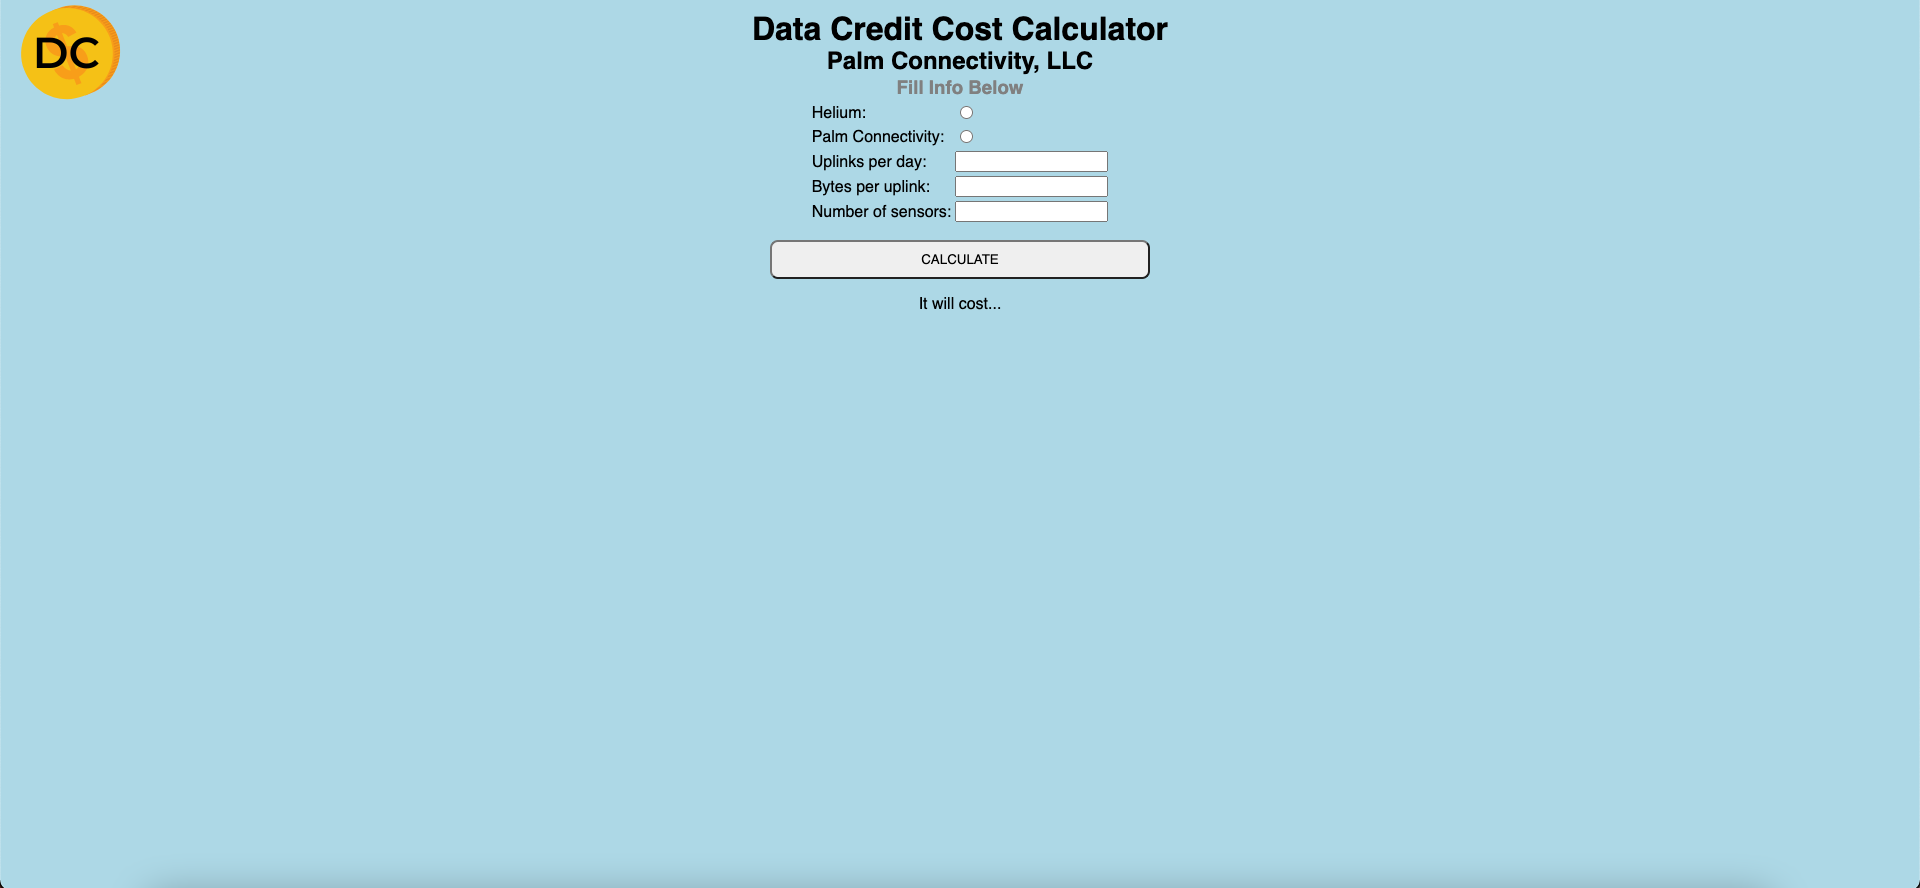 DC
Data Credit Cost Calculator
Palm Connectivity, LLC
Fill Info Below
Helium:
Palm Connectivity:
Uplinks per day:
Bytes per uplink:
Number of sensors:
CALCULATE
It will cost...